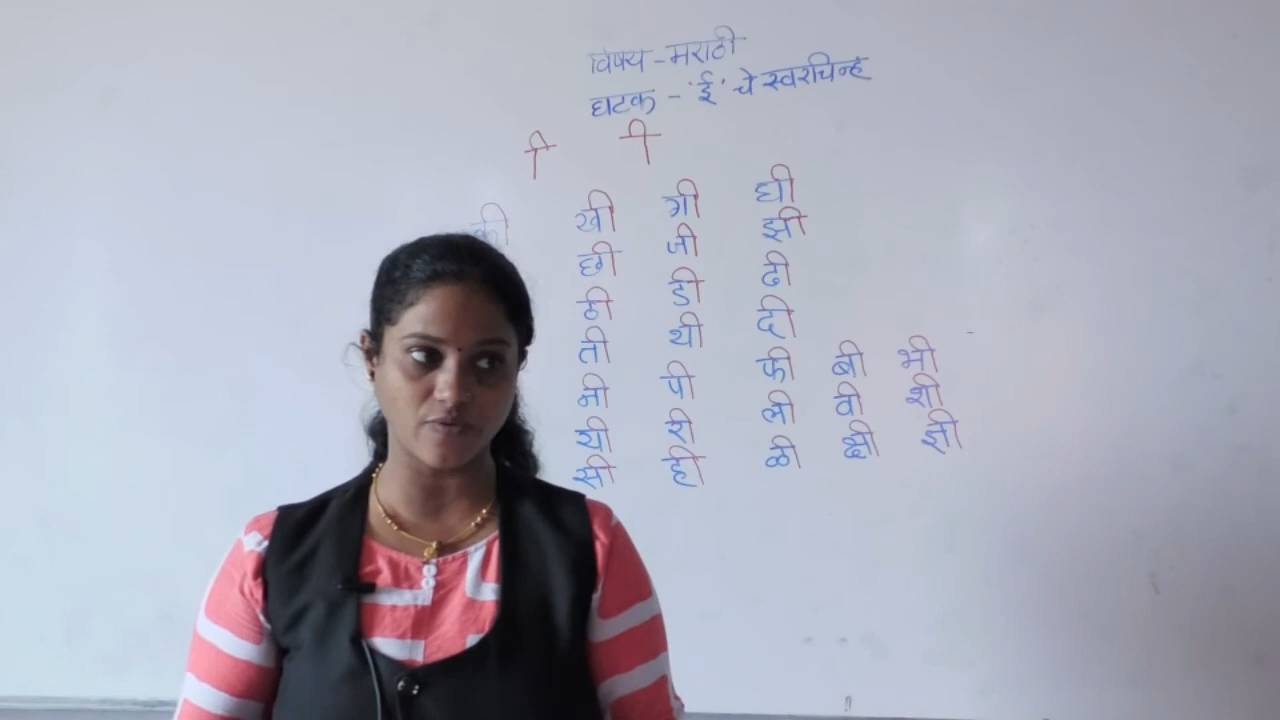 विषय - मराठी
घटक - 'ई' चे स्वरचिन्ह
ी ी
की खी गी घी
छी जी झी
ठी डी ढी
ती थी दी
नी पी फी बी भी
यी री ली वी शी
सी ही ळी क्षी ज्ञी